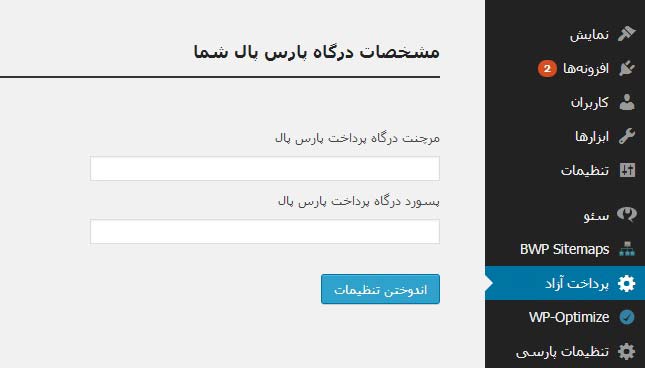 مشخصات درگاه پارس پال شما
مرچنت درگاه پرداخت پارس پال
پسورد درگاه پرداخت پارس پال
اندوختن تنظیمات
نمایش
افزونه‌ها 2
کاربران
ابزارها
تنظیمات
سئو
BWP Sitemaps
پرداخت آزاد
WP-Optimize
تنظیمات پارسی